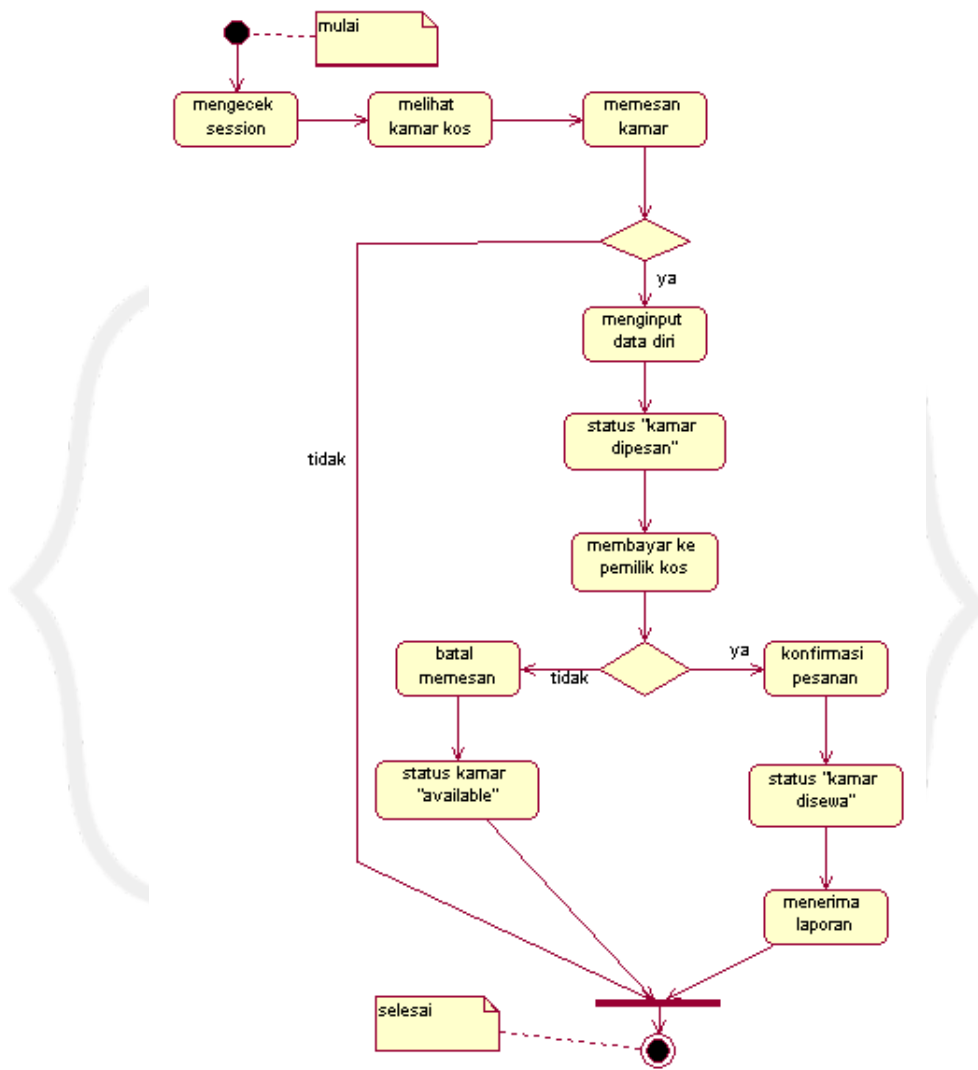 mulai
mengecek
session
melihat
kamar kos
memesan
kamar
ya
menginput
data diri
status "kamar
dipesan"
tidak
membayar ke
pemilik kos
batal
memesan
tidak
ya
konfirmasi
pesanan
status kamar
"available"
status "kamar
disewa"
menerima
laporan
selesai